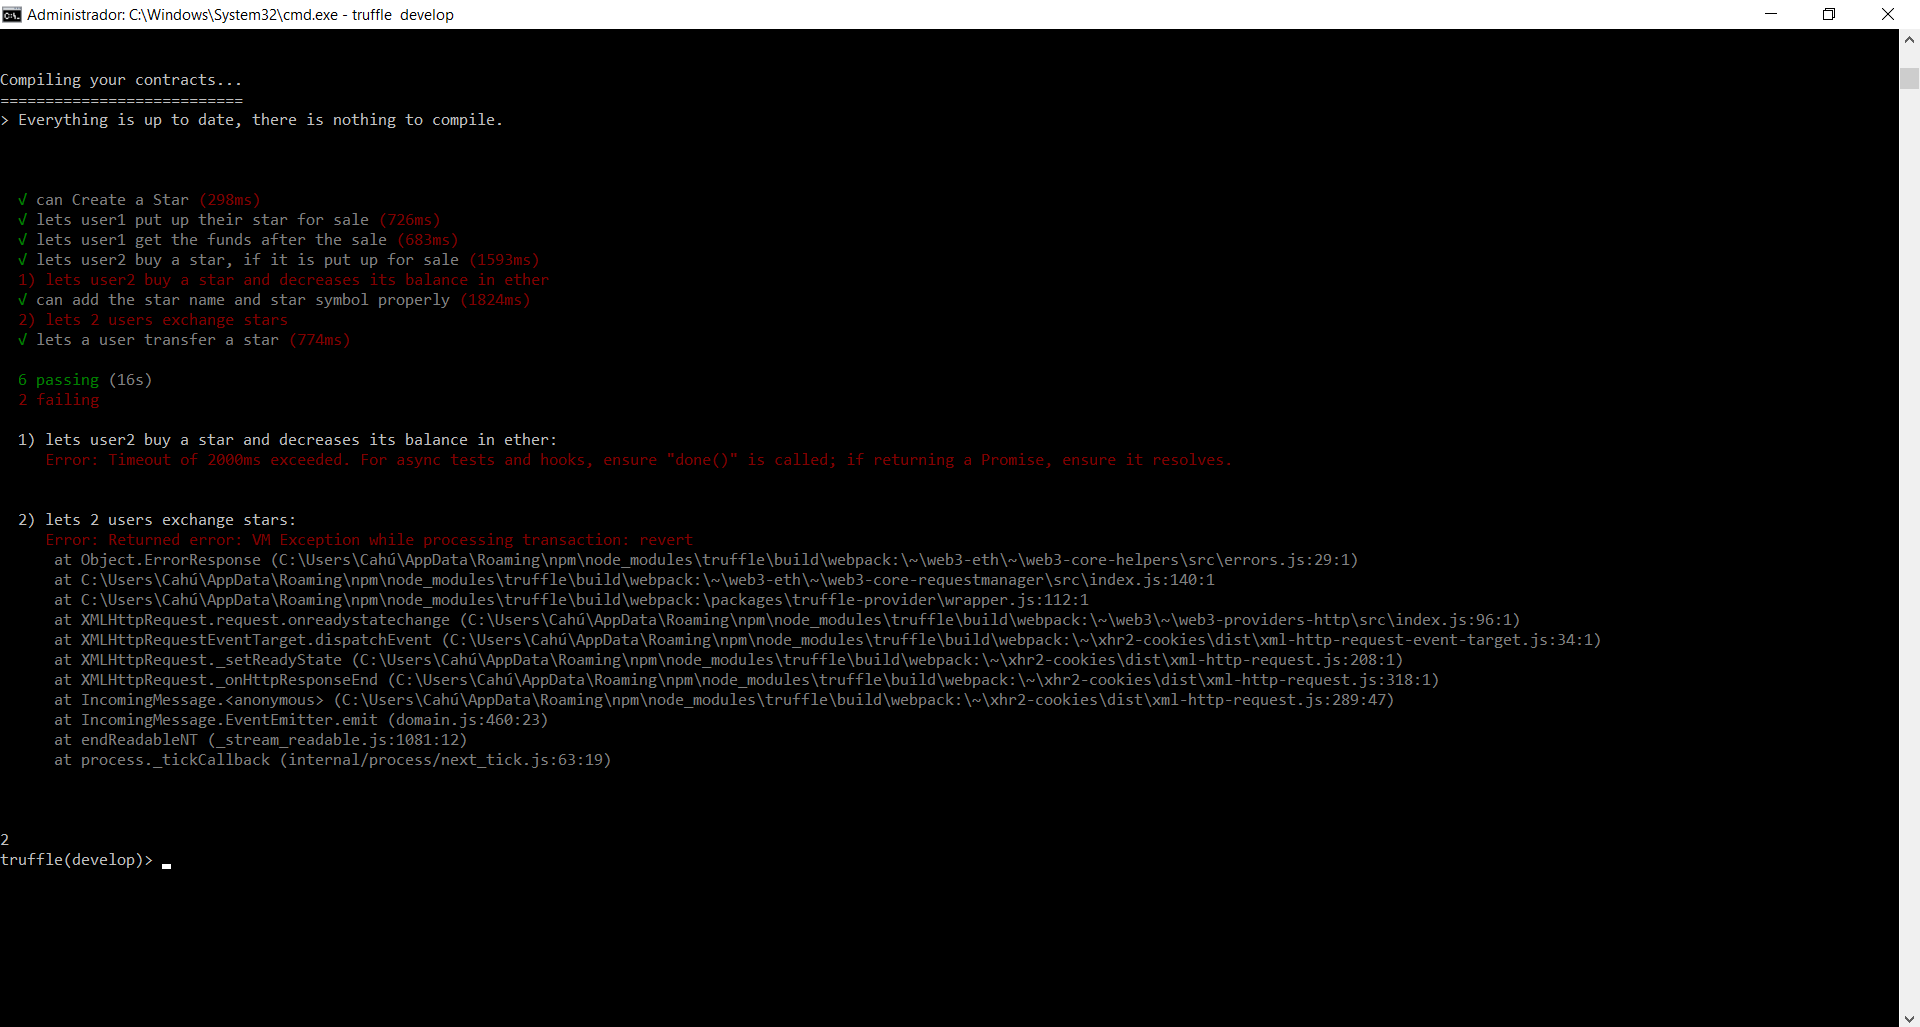 Administrador: C:\Windows\System32\cmd.exe - truffle  develop
Compiling your contracts...
===========================
> Everything is up to date, there is nothing to compile.
√ can Create a Star (298ms)
√ lets user1 put up their star for sale (726ms)
√ lets user1 get the funds after the sale (683ms)
√ lets user2 buy a star, if it is put up for sale (1593ms)
1) lets user2 buy a star and decreases its balance in ether
√ can add the star name and star symbol properly (1824ms)
2) lets 2 users exchange stars
√ lets a user transfer a star (774ms)
6 passing (16s)
2 failing
1) lets user2 buy a star and decreases its balance in ether:
Error: Timeout of 2000ms exceeded. For async tests and hooks, ensure "done()" is called; if returning a Promise, ensure it resolves.
2) lets 2 users exchange stars:
Error: Returned error: VM Exception while processing transaction: revert
at Object.ErrorResponse (C:\Users\Cahú\AppData\Roaming\npm\node_modules\truffle\build\webpack:\~\web3-eth\~\web3-core-helpers\src\errors.js:29:1)
at C:\Users\Cahú\AppData\Roaming\npm\node_modules\truffle\build\webpack:\~\web3-eth\~\web3-core-requestmanager\src\index.js:140:1
at C:\Users\Cahú\AppData\Roaming\npm\node_modules\truffle\build\webpack:\packages\truffle-provider\wrapper.js:112:1
at XMLHttpRequest.request.onreadystatechange (C:\Users\Cahú\AppData\Roaming\npm\node_modules\truffle\build\webpack:\~\web3\~\web3-providers-http\src\index.js:96:1)
at XMLHttpRequestEventTarget.dispatchEvent (C:\Users\Cahú\AppData\Roaming\npm\node_modules\truffle\build\webpack:\~\xhr2-cookies\dist\xml-http-request-event-target.js:34:1)
at XMLHttpRequest._setReadyState (C:\Users\Cahú\AppData\Roaming\npm\node_modules\truffle\build\webpack:\~\xhr2-cookies\dist\xml-http-request.js:208:1)
at XMLHttpRequest._onHttpResponseEnd (C:\Users\Cahú\AppData\Roaming\npm\node_modules\truffle\build\webpack:\~\xhr2-cookies\dist\xml-http-request.js:318:1)
at IncomingMessage.<anonymous> (C:\Users\Cahú\AppData\Roaming\npm\node_modules\truffle\build\webpack:\~\xhr2-cookies\dist\xml-http-request.js:289:47)
at IncomingMessage.EventEmitter.emit (domain.js:460:23)
at endReadableNT (_stream_readable.js:1081:12)
at process._tickCallback (internal/process/next_tick.js:63:19)
2
truffle(develop)>